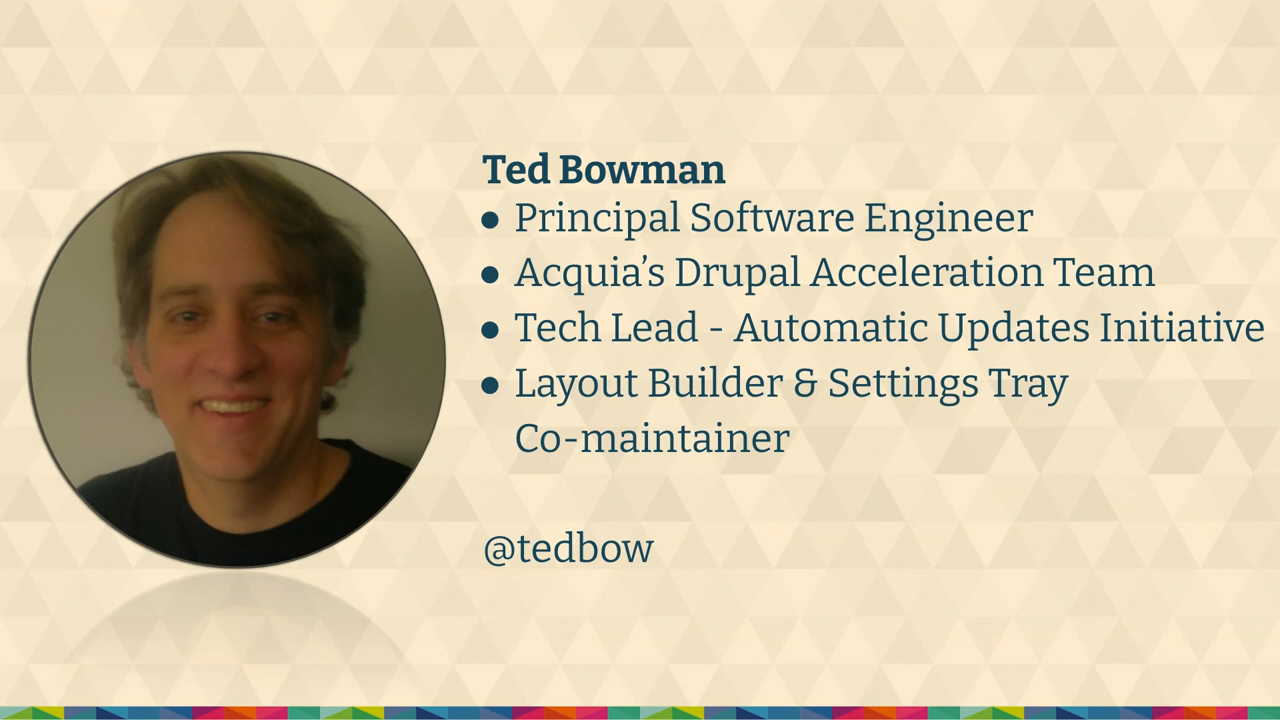 Ted Bowman
● Principal Software Engineer
● Acquia’s Drupal Acceleration Team
● Tech Lead - Automatic Updates Initiative
● Layout Builder & Settings Tray
Co-maintainer
@tedbow